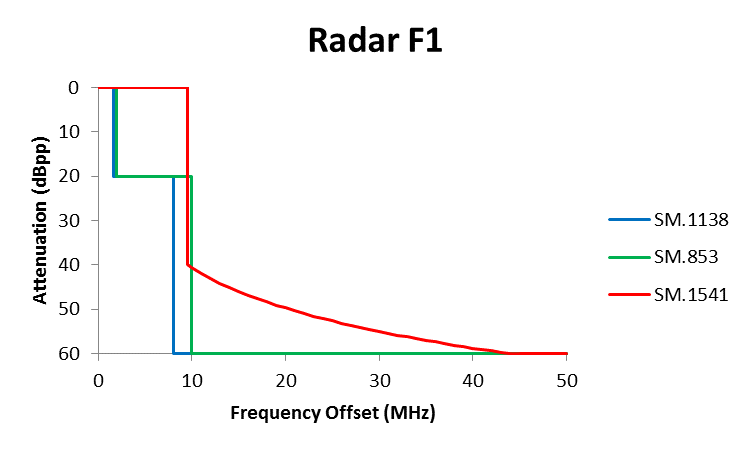 Radar F1
Attenuation (dBpp)
0
10
20
30
40
50
60
0 10 20 30 40 50
Frequency Offset (MHz)
SM.1138
SM.853
SM.1541